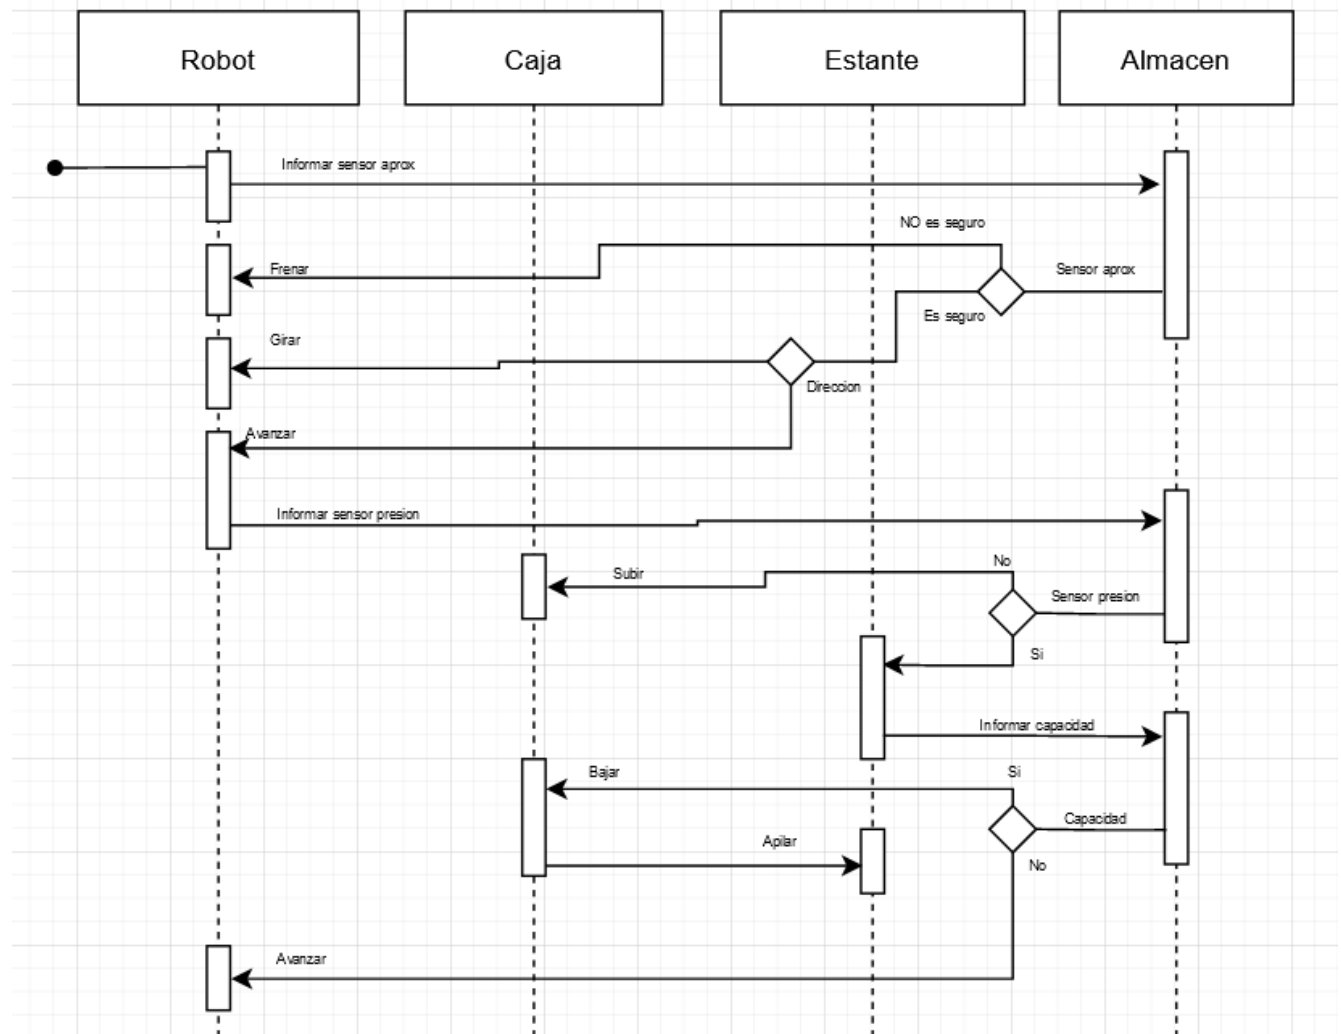 Robot
Caja
Estante
Almacen
Informar sensor aprox
NO es seguro
Frenar
Sensor aprox
Es seguro
Girar
Direccion
Avanzar
Informar sensor presion
No
Subir
Sensor presion
Si
Informar capacidad
Bajar
Si
Capacidad
Apilar
No
Avanzar